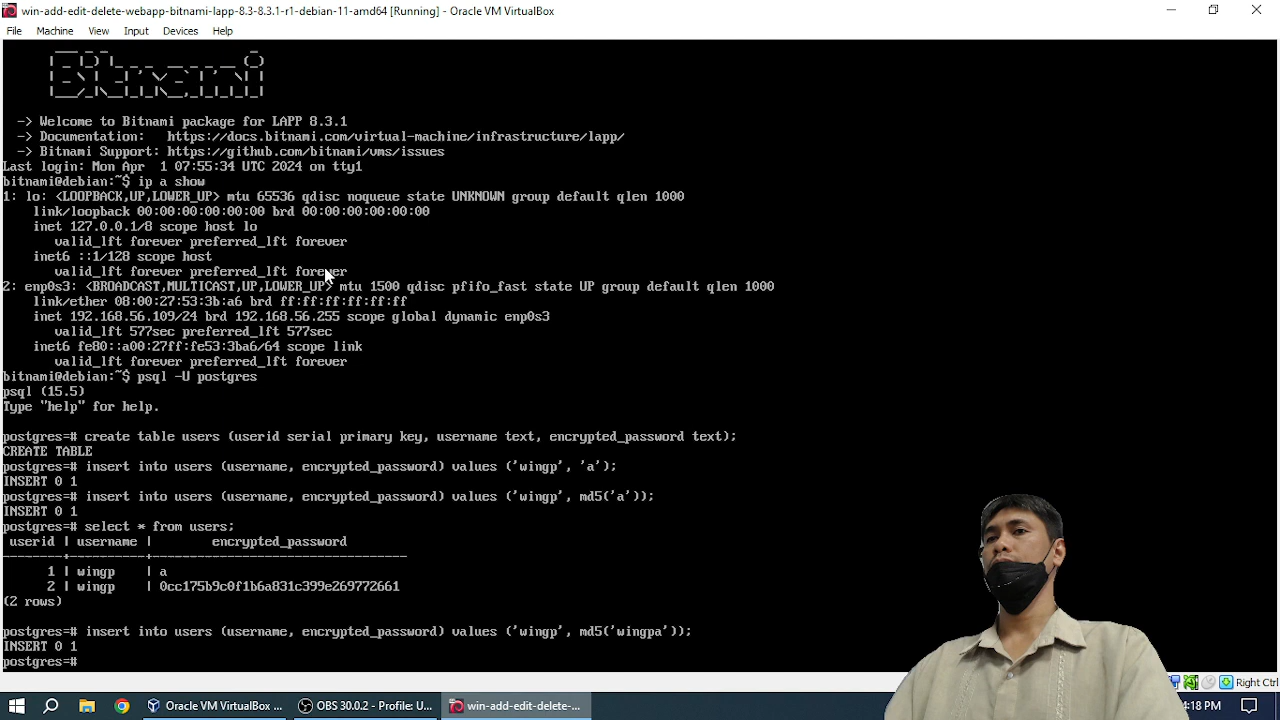 win-add-edit-delete-webapp-bitnami-lapp-8.3-8.3.1-r1-debian-11-amd64 [Running] - Oracle VM VirtualBox
File Machine View Input Devices Help
Bitnami
-> Welcome to Bitnami package for LAPP 8.3.1
-> Documentation: https://docs.bitnami.com/virtual-machine/infrastructure/lapp/
-> Bitnami Support: https://github.com/bitnami/vms/issues
Last login: Mon Apr 1 07:55:34 UTC 2024 on tty1
bitnami@debian:~$ ip a show
1: lo: <LOOPBACK,UP,LOWER_UP> mtu 65536 qdisc noqueue state UNKNOWN group default qlen 1000
link/loopback 00:00:00:00:00:00 brd 00:00:00:00:00:00
inet 127.0.0.1/8 scope host lo
valid_lft forever preferred_lft forever
inet6 ::1/128 scope host
valid_lft forever preferred_lft forever
2: enp0s3: <BROADCAST,MULTICAST,UP,LOWER_UP> mtu 1500 qdisc pfifo_fast state UP group default qlen 1000
link/ether 08:00:27:53:3b:a6 brd ff:ff:ff:ff:ff:ff
inet 192.168.56.109/24 brd 192.168.56.255 scope global dynamic enp0s3
valid_lft 577sec preferred_lft 577sec
inet6 fe80::a00:27ff:fe53:3ba6/64 scope link
valid_lft forever preferred_lft forever
bitnami@debian:~$ psql -U postgres
psql (15.5)
Type "help" for help.
postgres=# create table users (userid serial primary key, username text, encrypted_password text);
CREATE TABLE
postgres=# insert into users (username, encrypted_password) values ('wingp', 'a');
INSERT 0 1
postgres=# insert into users (username, encrypted_password) values ('wingp', md5('a'));
INSERT 0 1
postgres=# select * from users;
userid | username | encrypted_password
--------+----------+----------------------------------
1 | wingp | a
2 | wingp | 0cc175b9c0f1b6a831c399e269772661
(2 rows)
postgres=# insert into users (username, encrypted_password) values ('wingp', md5('wingpa'));
INSERT 0 1
postgres=#
Right Ctrl
Oracle VM VirtualBox ... OBS 30.0.2 - Profile: U... win-add-edit-delete-... 4:18 PM